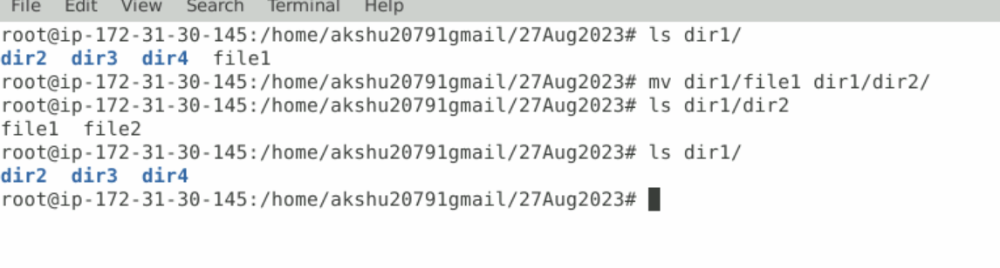 File Edit View Search Terminal Help
root@ip-172-31-30-145:/home/akshu20791gmail/27Aug2023# ls dir1/
dir2  dir3  dir4  file1
root@ip-172-31-30-145:/home/akshu20791gmail/27Aug2023# mv dir1/file1 dir1/dir2/
root@ip-172-31-30-145:/home/akshu20791gmail/27Aug2023# ls dir1/dir2
file1  file2
root@ip-172-31-30-145:/home/akshu20791gmail/27Aug2023# ls dir1/
dir2  dir3  dir4
root@ip-172-31-30-145:/home/akshu20791gmail/27Aug2023#